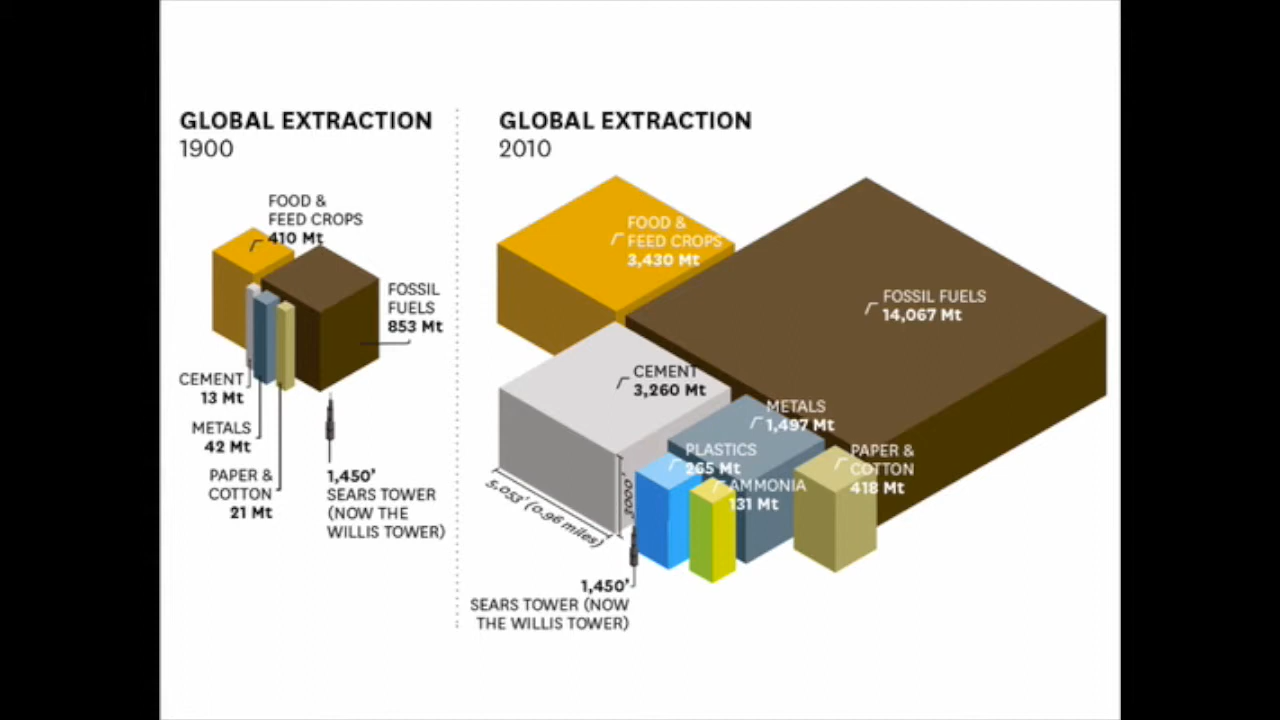 GLOBAL EXTRACTION
1900
FOOD &
FEED CROPS
410 Mt
FOSSIL
FUELS
853 Mt
CEMENT
13 Mt
METALS
42 Mt
PAPER &
COTTON
21 Mt
1,450’
SEARS TOWER
(NOW THE
WILLIS TOWER)
GLOBAL EXTRACTION
2010
FOOD &
FEED CROPS
3,430 Mt
FOSSIL FUELS
14,067 Mt
CEMENT
3,260 Mt
METALS
1,497 Mt
PLASTICS
265 Mt
AMMONIA
131 Mt
PAPER &
COTTON
418 Mt
5,053’ (0.96 miles)
1,450’
SEARS TOWER (NOW
THE WILLIS TOWER)